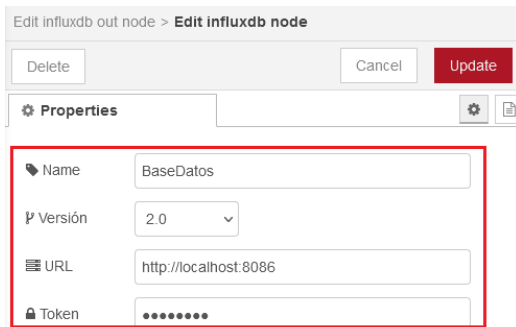 Edit influxdb out node > Edit influxdb node
Delete
Cancel
Update
Properties
Name
BaseDatos
Versión
2.0
URL
http://localhost:8086
Token
••••••••